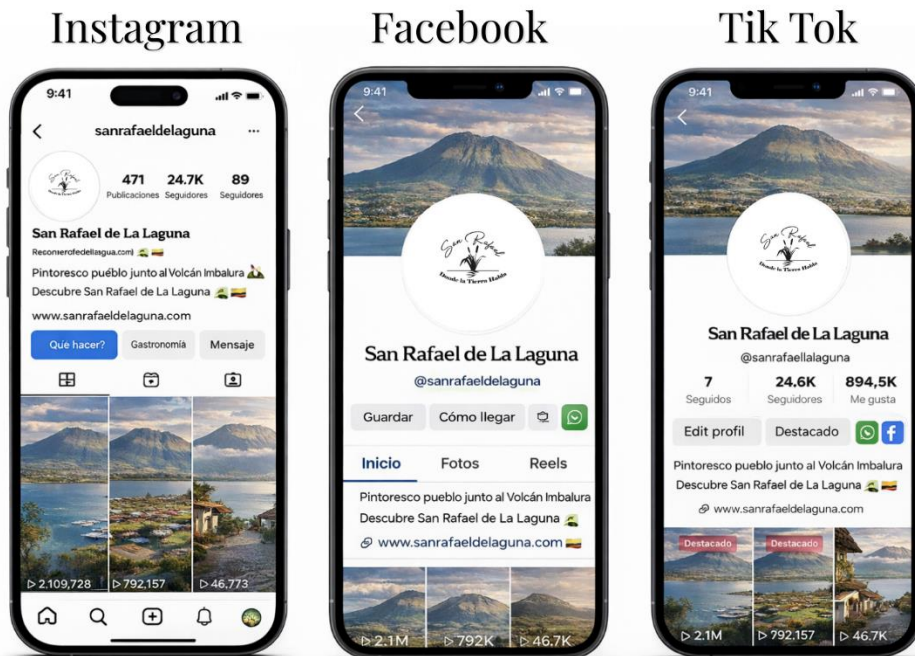 Instagram
Facebook
Tik Tok
9:41
sanrafaeldelaguna
San Rafael
Donde la Tierra Habla
471 24.7K 89
Publicaciones Seguidores Seguidores
San Rafael de La Laguna
Pintoresco pueblo junto al Volcán Imbalura
Descubre San Rafael de La Laguna
www.sanrafaeldelaguna.com
Que hacer? Gastronomía Mensaje
2,109,728 792,157 46,773
9:41
San Rafael
Donde la Tierra Habla
San Rafael de La Laguna
@sanrafaeldelaguna
Guardar Cómo llegar
Inicio Fotos Reels
Pintoresco pueblo junto al Volcán Imbalura
Descubre San Rafael de La Laguna
www.sanrafaeldelaguna.com
2.1M 792K 46.7K
9:41
San Rafael
Donde la Tierra Habla
San Rafael de La Laguna
@sanrafaellalaguna
7 24.6K 894,5K
Seguidos Seguidores Me gusta
Edit profil Destacado
Pintoresco pueblo junto al Volcán Imbalura
Descubre San Rafael de La Laguna
www.sanrafaeldelaguna.com
Destacado Destacado
2.1M 792.157 46.7K